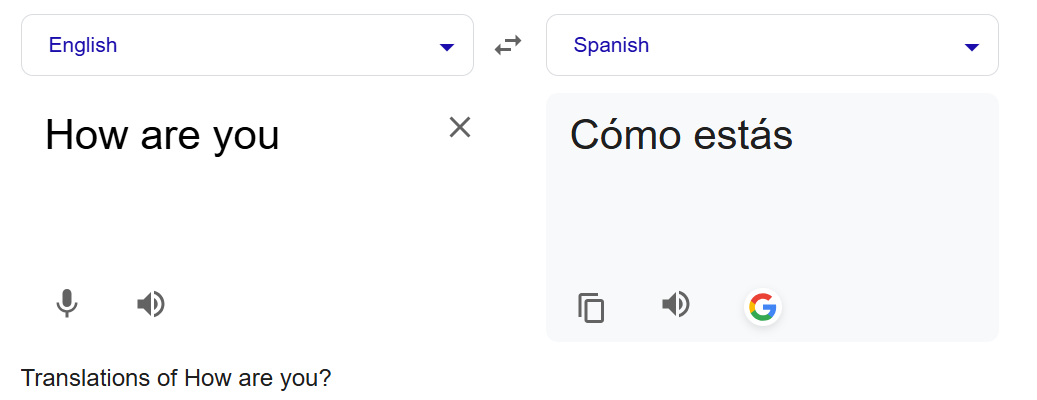 English
Spanish
How are you
Cómo estás
Translations of How are you?